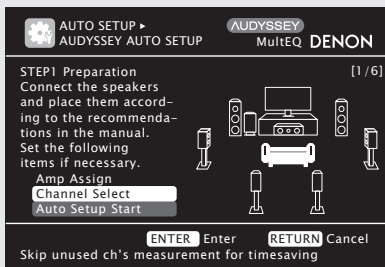 AUTO SETUP ▸
AUDYSSEY AUTO SETUP
AUDYSSEY
MultEQ DENON
STEP1 Preparation
[1/6]
Connect the speakers
and place them accord-
ing to the recommenda-
tions in the manual.
Set the following
items if necessary.
Amp Assign
Channel Select
Auto Setup Start
ENTER Enter RETURN Cancel
Skip unused ch's measurement for timesaving